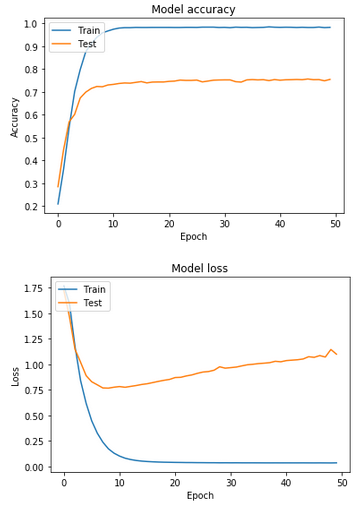 Model accuracy
Train
Test
1.0
0.9
0.8
0.7
0.6
0.5
0.4
0.3
0.2
Accuracy
0
10
20
30
40
50
Epoch
Model loss
Train
Test
1.75
1.50
1.25
1.00
0.75
0.50
0.25
0.00
Loss
0
10
20
30
40
50
Epoch